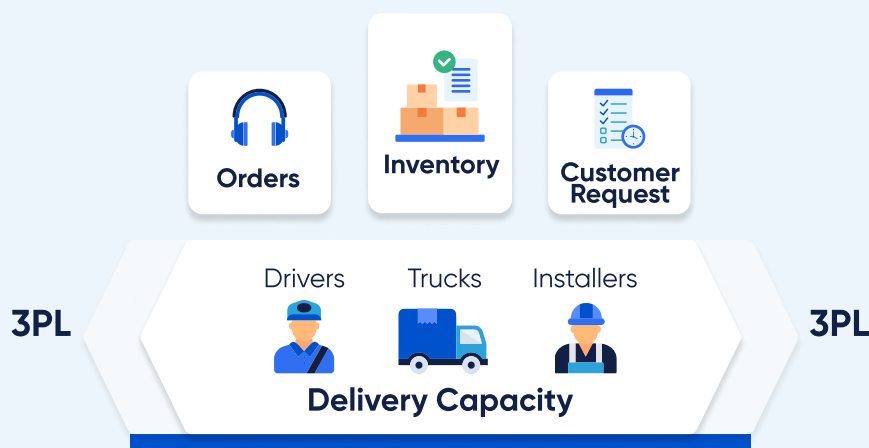 Orders
Inventory
Customer
Request
Drivers
Trucks
Installers
3PL
3PL
Delivery Capacity